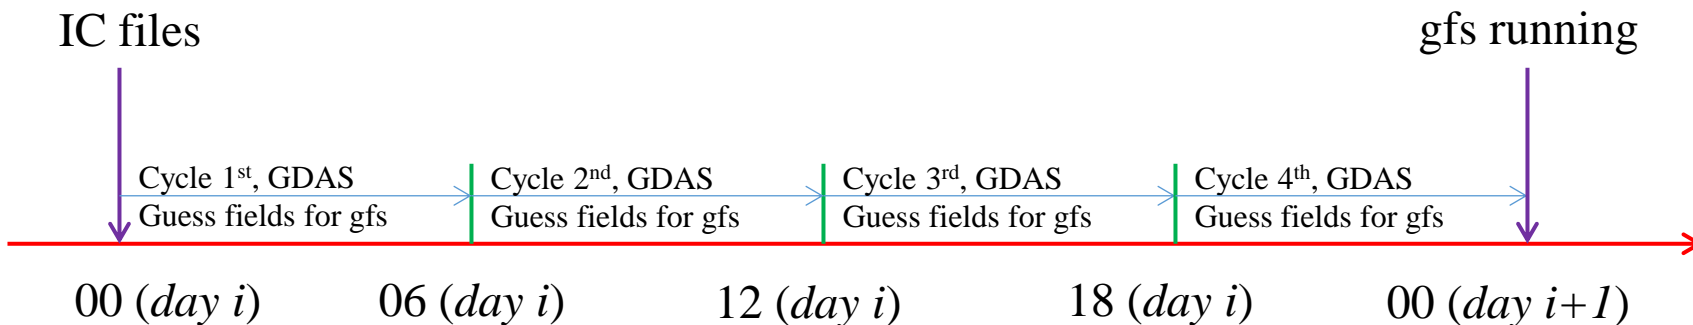 IC files
gfs running
Cycle 1st, GDAS
Guess fields for gfs
Cycle 2nd, GDAS
Guess fields for gfs
Cycle 3rd, GDAS
Guess fields for gfs
Cycle 4th, GDAS
Guess fields for gfs
00 (day i)
06 (day i)
12 (day i)
18 (day i)
00 (day i+1)